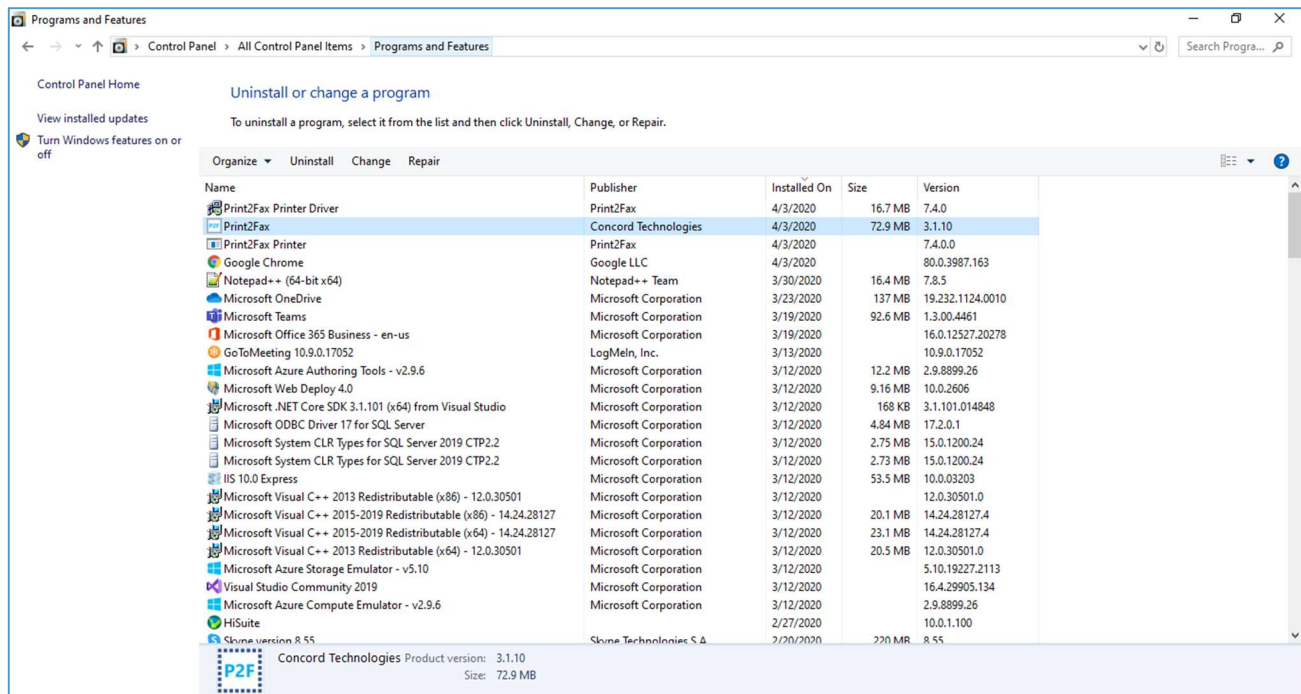 Programs and Features
Control Panel > All Control Panel Items > Programs and Features
Search Progra...
Control Panel Home
View installed updates
Turn Windows features on or
off
Uninstall or change a program
To uninstall a program, select it from the list and then click Uninstall, Change, or Repair.
Organize Uninstall Change Repair
Name Publisher Installed On Size Version
Print2Fax Printer Driver Print2Fax 4/3/2020 16.7 MB 7.4.0
Print2Fax Concord Technologies 4/3/2020 72.9 MB 3.1.10
Print2Fax Printer Print2Fax 4/3/2020 7.4.0.0
Google Chrome Google LLC 4/3/2020 80.0.3987.163
Notepad++ (64-bit x64) Notepad++ Team 3/30/2020 16.4 MB 7.8.5
Microsoft OneDrive Microsoft Corporation 3/23/2020 137 MB 19.232.1124.0010
Microsoft Teams Microsoft Corporation 3/19/2020 92.6 MB 1.3.00.4461
Microsoft Office 365 Business - en-us Microsoft Corporation 3/19/2020 16.0.12527.20278
GoToMeeting 10.9.0.17052 LogMeIn, Inc. 3/13/2020 10.9.0.17052
Microsoft Azure Authoring Tools - v2.9.6 Microsoft Corporation 3/12/2020 12.2 MB 2.9.8899.26
Microsoft Web Deploy 4.0 Microsoft Corporation 3/12/2020 9.16 MB 10.0.2606
Microsoft .NET Core SDK 3.1.101 (x64) from Visual Studio Microsoft Corporation 3/12/2020 168 KB 3.1.101.014848
Microsoft ODBC Driver 17 for SQL Server Microsoft Corporation 3/12/2020 4.84 MB 17.2.0.1
Microsoft System CLR Types for SQL Server 2019 CTP2.2 Microsoft Corporation 3/12/2020 2.75 MB 15.0.1200.24
Microsoft System CLR Types for SQL Server 2019 CTP2.2 Microsoft Corporation 3/12/2020 2.73 MB 15.0.1200.24
IIS 10.0 Express Microsoft Corporation 3/12/2020 53.5 MB 10.0.03203
Microsoft Visual C++ 2013 Redistributable (x86) - 12.0.30501 Microsoft Corporation 3/12/2020 12.0.30501.0
Microsoft Visual C++ 2015-2019 Redistributable (x86) - 14.24.28127 Microsoft Corporation 3/12/2020 20.1 MB 14.24.28127.4
Microsoft Visual C++ 2015-2019 Redistributable (x64) - 14.24.28127 Microsoft Corporation 3/12/2020 23.1 MB 14.24.28127.4
Microsoft Visual C++ 2013 Redistributable (x64) - 12.0.30501 Microsoft Corporation 3/12/2020 20.5 MB 12.0.30501.0
Microsoft Azure Storage Emulator - v5.10 Microsoft Corporation 3/12/2020 5.10.19227.2113
Visual Studio Community 2019 Microsoft Corporation 3/12/2020 16.4.29905.134
Microsoft Azure Compute Emulator - v2.9.6 Microsoft Corporation 3/12/2020 2.9.8899.26
HiSuite 2/27/2020 10.0.1.100
Skype version 8.55 Skype Technologies S.A. 2/20/2020 220 MB 8.55
P2F Concord Technologies Product version: 3.1.10
Size: 72.9 MB